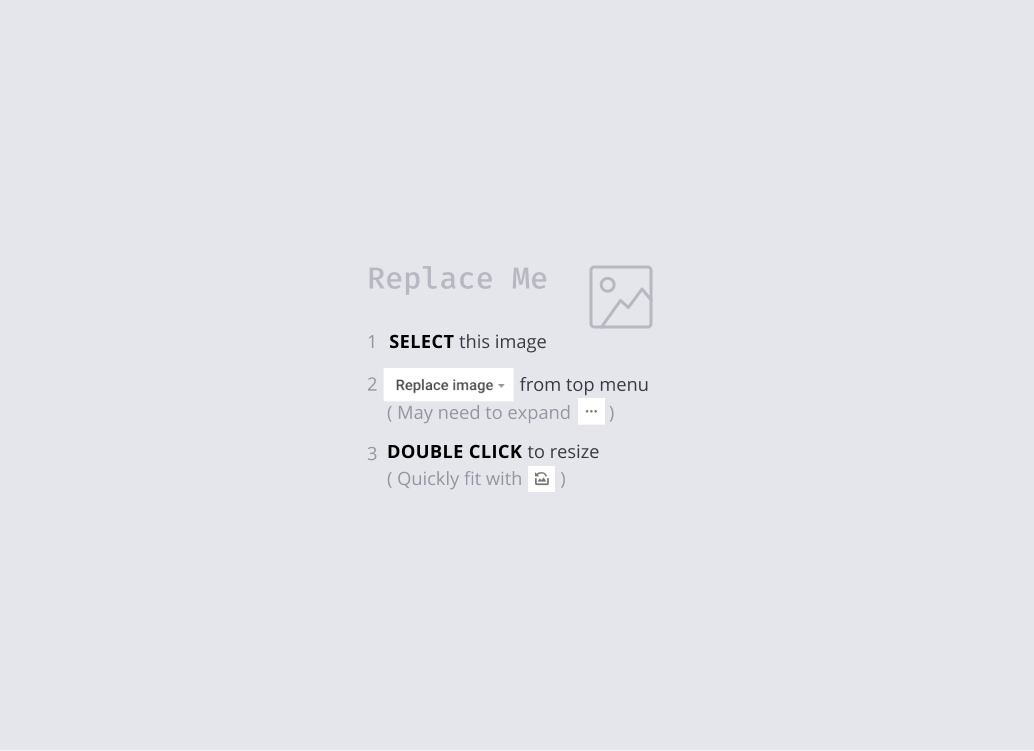 Replace Me
1 SELECT this image
2 Replace image from top menu
( May need to expand ... )
3 DOUBLE CLICK to resize
( Quickly fit with )